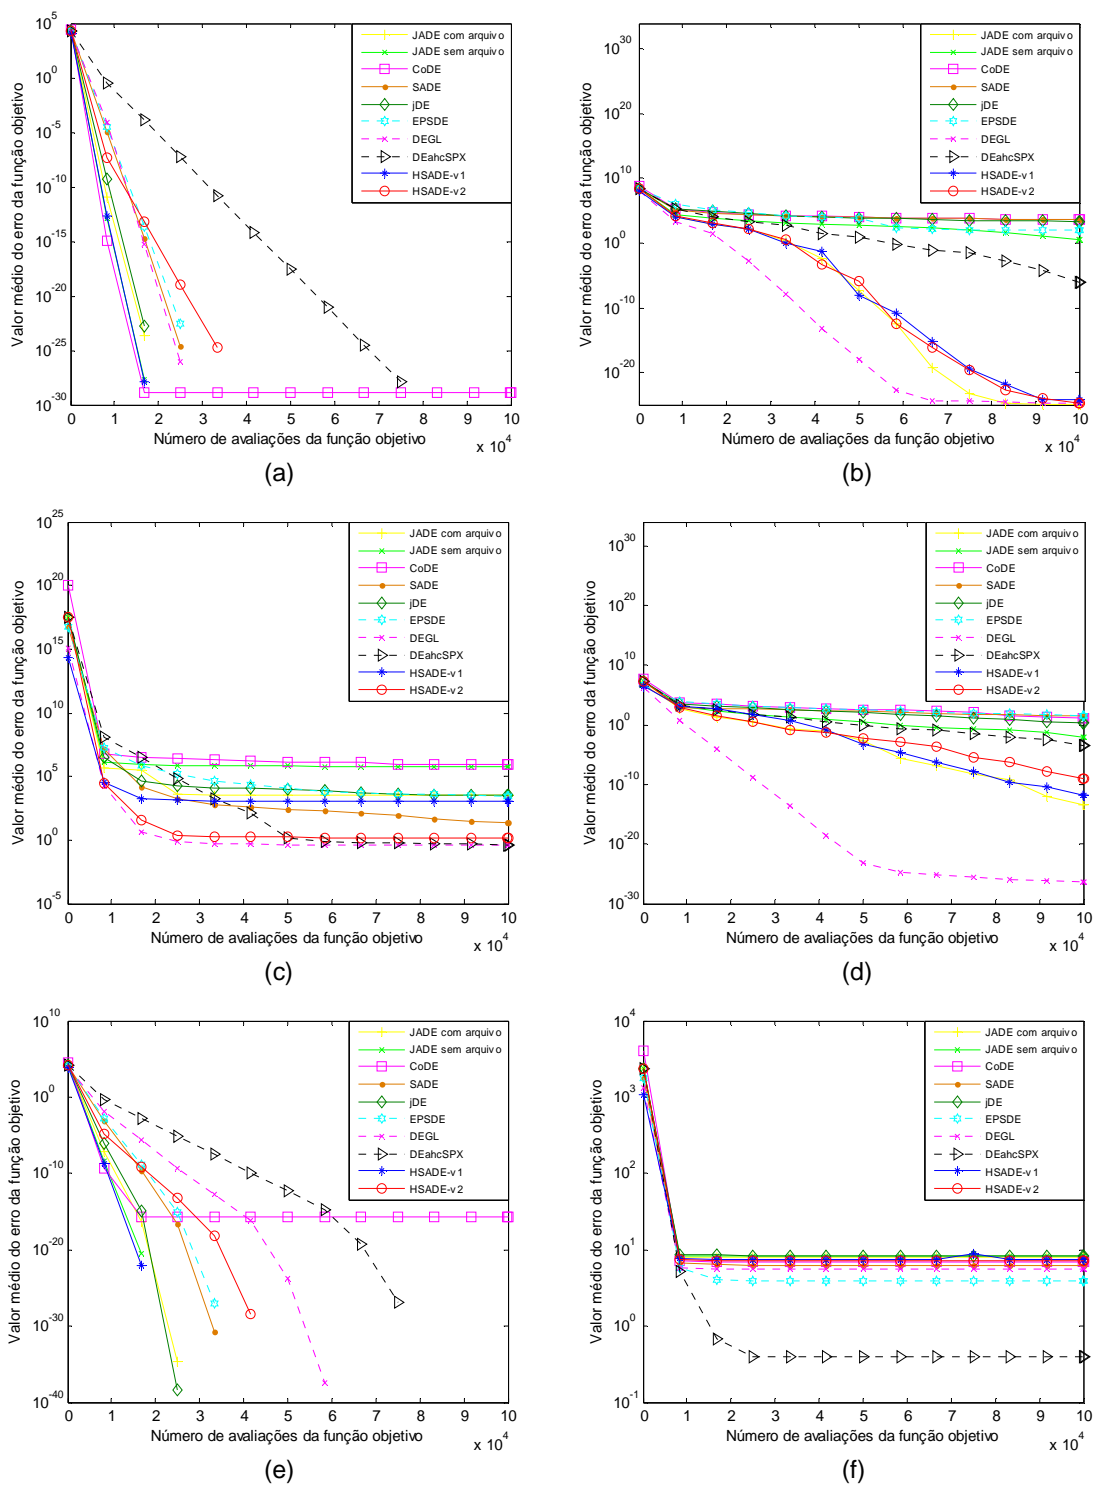 10^5
10^0
10^-5
10^-10
10^-15
10^-20
10^-25
10^-30
Valor médio do erro da função objetivo
0 1 2 3 4 5 6 7 8 9 10
Número de avaliações da função objetivo
x 10^4
JADE com arquivo
JADE sem arquivo
CoDE
SADE
jDE
EPSDE
DEGL
DEahcSPX
HSADE-v1
HSADE-v2
(a)
10^30
10^20
10^10
10^0
10^-10
10^-20
Valor médio do erro da função objetivo
0 1 2 3 4 5 6 7 8 9 10
Número de avaliações da função objetivo
x 10^4
JADE com arquivo
JADE sem arquivo
CoDE
SADE
jDE
EPSDE
DEGL
DEahcSPX
HSADE-v1
HSADE-v2
(b)
10^25
10^20
10^15
10^10
10^5
10^0
10^-5
Valor médio do erro da função objetivo
0 1 2 3 4 5 6 7 8 9 10
Número de avaliações da função objetivo
x 10^4
JADE com arquivo
JADE sem arquivo
CoDE
SADE
jDE
EPSDE
DEGL
DEahcSPX
HSADE-v1
HSADE-v2
(c)
10^30
10^20
10^10
10^0
10^-10
10^-20
10^-30
Valor médio do erro da função objetivo
0 1 2 3 4 5 6 7 8 9 10
Número de avaliações da função objetivo
x 10^4
JADE com arquivo
JADE sem arquivo
CoDE
SADE
jDE
EPSDE
DEGL
DEahcSPX
HSADE-v1
HSADE-v2
(d)
10^10
10^0
10^-10
10^-20
10^-30
10^-40
Valor médio do erro da função objetivo
0 1 2 3 4 5 6 7 8 9 10
Número de avaliações da função objetivo
x 10^4
JADE com arquivo
JADE sem arquivo
CoDE
SADE
jDE
EPSDE
DEGL
DEahcSPX
HSADE-v1
HSADE-v2
(e)
10^4
10^3
10^2
10^1
10^0
10^-1
Valor médio do erro da função objetivo
0 1 2 3 4 5 6 7 8 9 10
Número de avaliações da função objetivo
x 10^4
JADE com arquivo
JADE sem arquivo
CoDE
SADE
jDE
EPSDE
DEGL
DEahcSPX
HSADE-v1
HSADE-v2
(f)